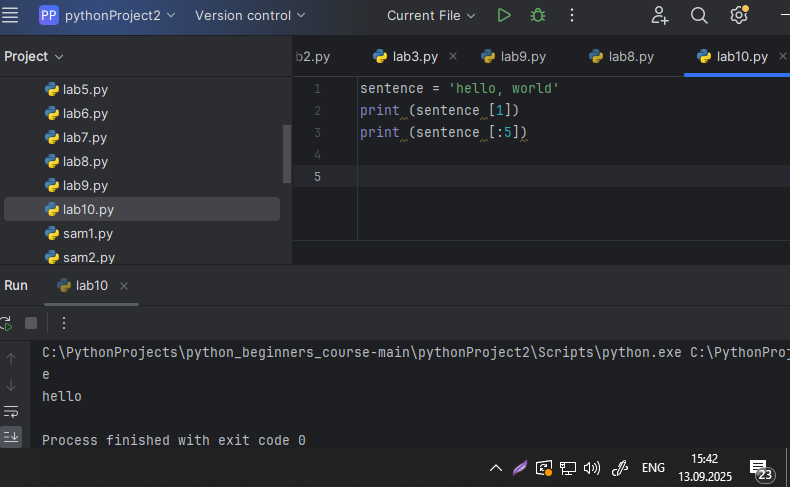 PP pythonProject2 Version control Current File
Project
b2.py lab3.py lab9.py lab8.py lab10.py
lab5.py
lab6.py
lab7.py
lab8.py
lab9.py
lab10.py
sam1.py
sam2.py
1 sentence = 'hello, world'
2 print (sentence [1])
3 print (sentence [:5])
4
5
Run lab10
C:\PythonProjects\python_beginners_course-main\pythonProject2\Scripts\python.exe C:\PythonProj
e
hello
Process finished with exit code 0
ENG 15:42
13.09.2025 23